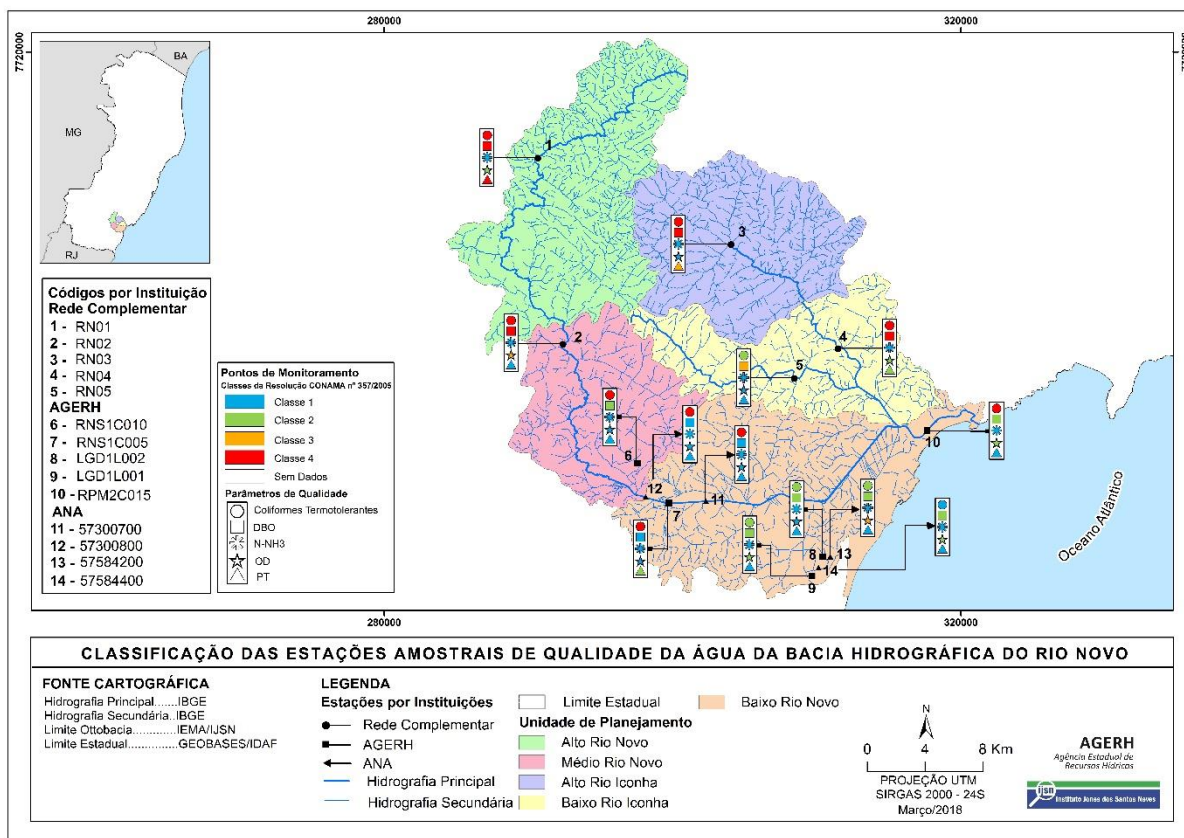 280000
320000
7720000
BA
MG
RJ
1
2
3
4
5
6
7
8
9
10
11
12
13
14
Oceano Atlântico
Códigos por Instituição
Rede Complementar
1 - RN01
2 - RN02
3 - RN03
4 - RN04
5 - RN05
AGERH
6 - RNS1C010
7 - RNS1C005
8 - LGD1L002
9 - LGD1L001
10 - RPM2C015
ANA
11 - 57300700
12 - 57300800
13 - 57584200
14 - 57584400
Pontos de Monitoramento
Classes da Resolução CONAMA nº 357/2005
Classe 1
Classe 2
Classe 3
Classe 4
Sem Dados
Parâmetros de Qualidade
Coliformes Termotolerantes
DBO
N-NH3
OD
PT
280000
320000
CLASSIFICAÇÃO DAS ESTAÇÕES AMOSTRAIS DE QUALIDADE DA ÁGUA DA BACIA HIDROGRÁFICA DO RIO NOVO
FONTE CARTOGRÁFICA
Hidrografia Principal.......IBGE
Hidrografia Secundária..IBGE
Limite Ottobacia............IEMA/IJSN
Limite Estadual.............GEOBASES/IDAF
LEGENDA
Estações por Instituições
Rede Complementar
AGERH
ANA
Hidrografia Principal
Hidrografia Secundária
Limite Estadual
Unidade de Planejamento
Alto Rio Novo
Médio Rio Novo
Alto Rio Iconha
Baixo Rio Iconha
Baixo Rio Novo
N
0 4 8 Km
PROJEÇÃO UTM
SIRGAS 2000 - 24S
Março/2018
AGERH
Agência Estadual de
Recursos Hídricos
ijsn
Instituto Jones dos Santos Neves